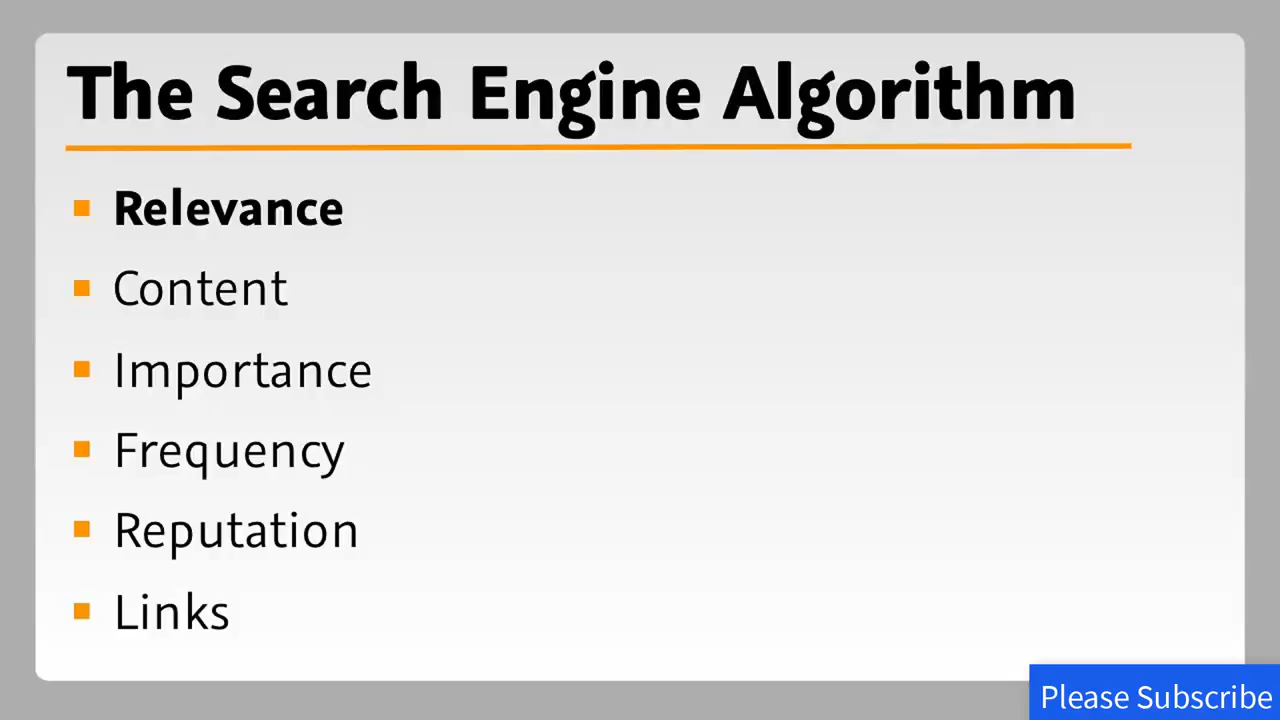 The Search Engine Algorithm
Relevance
Content
Importance
Frequency
Reputation
Links
Please Subscribe